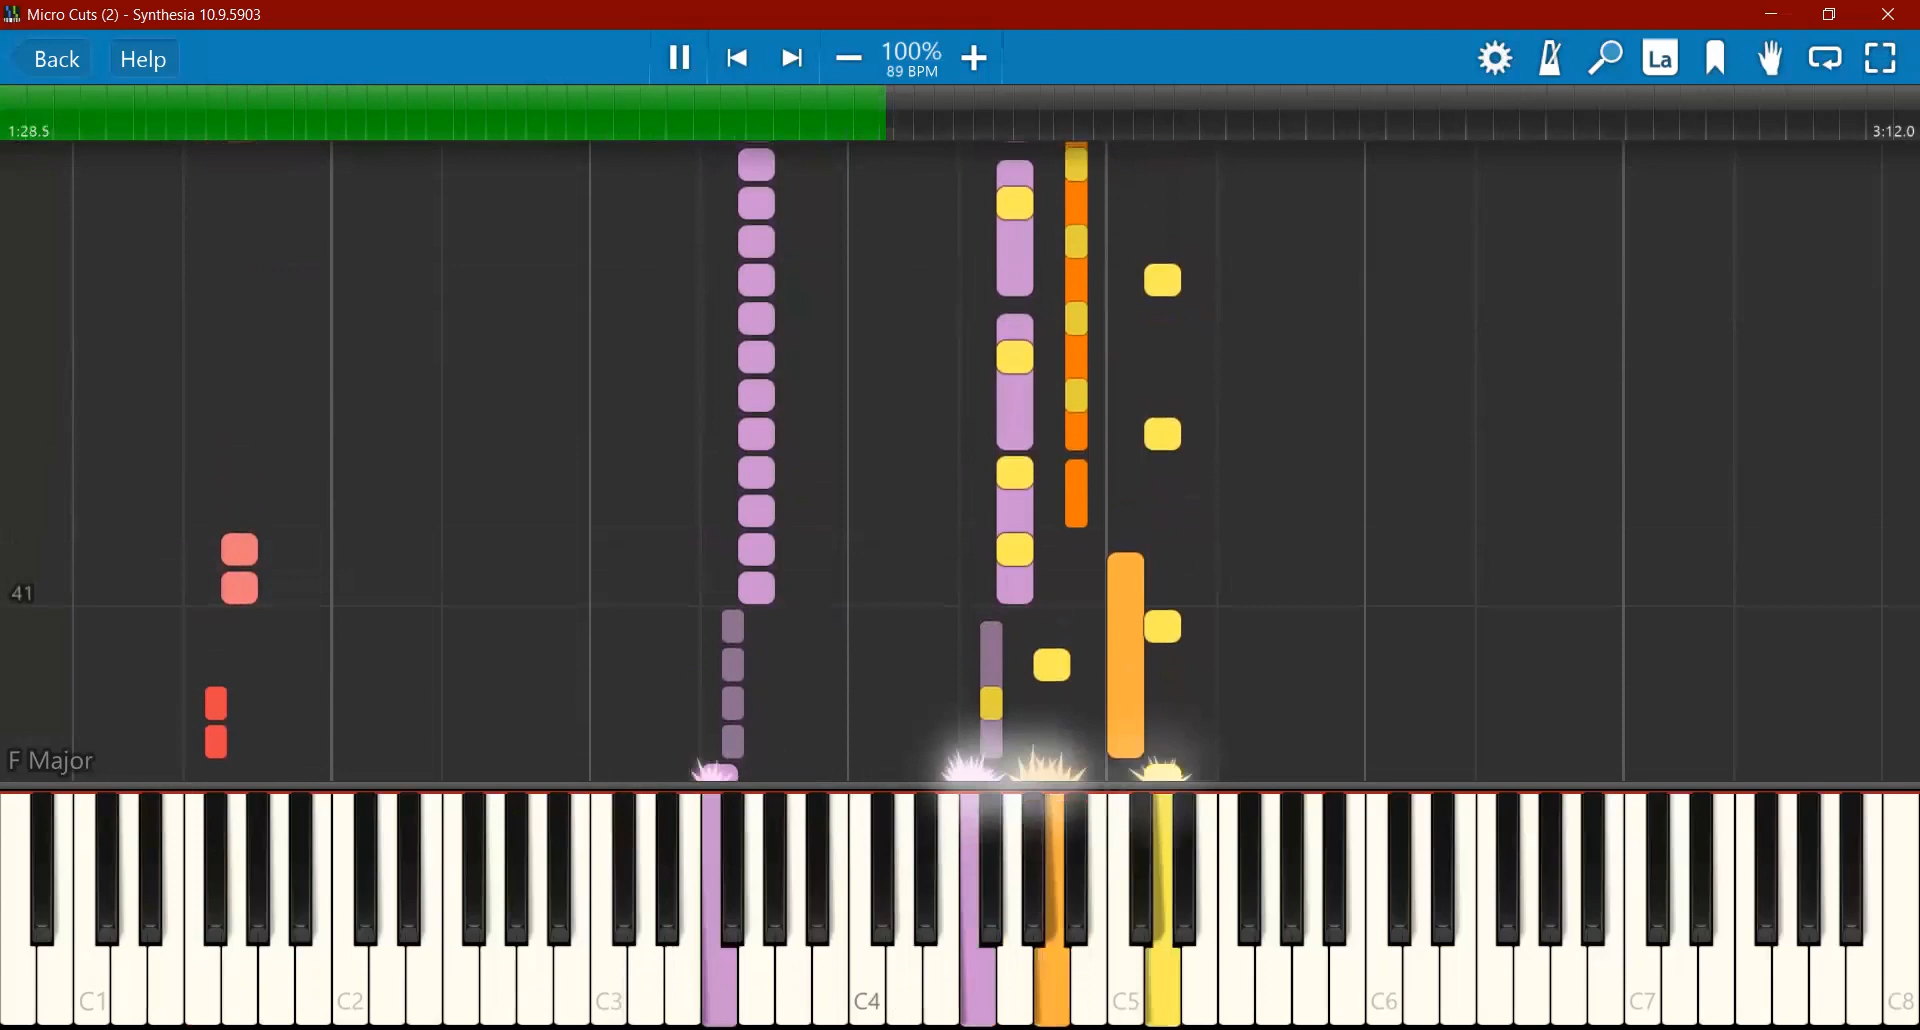 Micro Cuts (2) - Synthesia 10.9.5903
Back
Help
100%
89 BPM
La
1:28.5
3:12.0
41
F Major
C1
C2
C3
C4
C5
C6
C7
C8